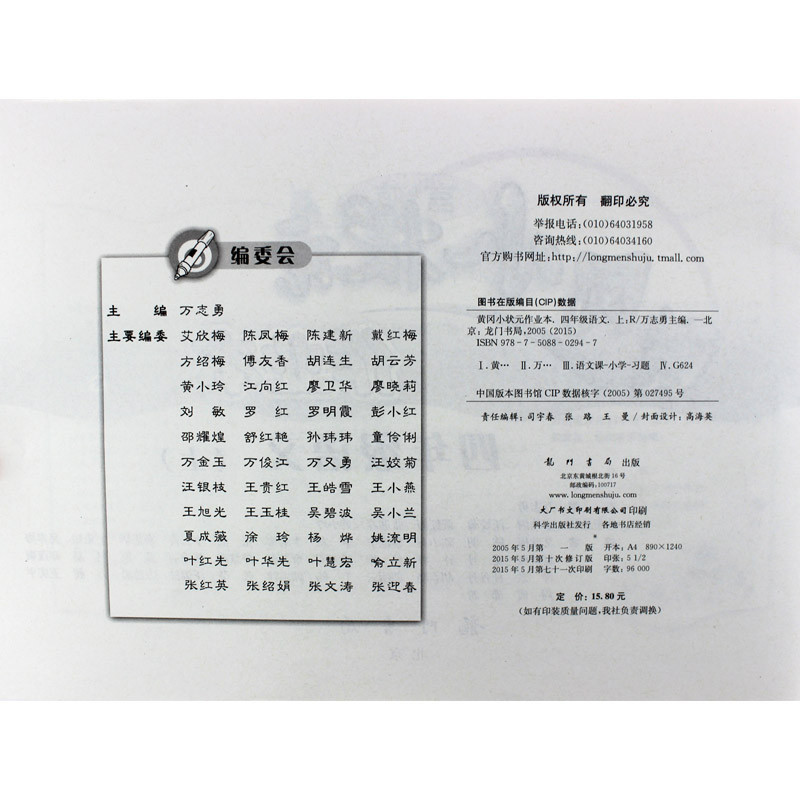 编委会
主 编 万志勇
主要编委 艾欣梅 陈凤梅 陈建新 戴红梅
方绍梅 傅友香 胡连生 胡云芳
黄小玲 江向红 廖卫华 廖晓莉
刘 敏 罗 红 罗明霞 彭小红
邵耀煌 舒红艳 孙玮玮 童伶俐
万金玉 万俊江 万又勇 汪姣菊
汪银枝 王贵红 王皓雪 王小燕
王旭光 王玉桂 吴碧波 吴小兰
夏成薇 徐 玲 杨 烨 姚流明
叶红先 叶华先 叶慧宏 喻立新
张红英 张绍娟 张文涛 张迎春
版权所有 翻印必究
举报电话:(010)64031958
咨询热线:(010)64034160
官方购书网址:http://longmenshuju.tmall.com
图书在版编目(CIP)数据
黄冈小状元作业本.四年级语文.上:R/万志勇主编.—北
京:龙门书局,2005(2015)
ISBN 978-7-5088-0294-7
Ⅰ.黄… Ⅱ.万… Ⅲ.语文课-小学-习题 Ⅳ.G624
中国版本图书馆CIP数据核字(2005)第027495号
责任编辑:司宇春 张 路 王 曼/封面设计:高海英
龙门书局 出版
北京东黄城根北街16号
邮政编码:100717
www.longmenshuju.com
大厂书文印刷有限公司印刷
科学出版社发行 各地书店经销
*
2005年5月第一版 开本:A4 890×1240
2015年5月第十次修订版 印张:5 1/2
2015年5月第七十一次印刷 字数:96 000
定 价:15.80元
(如有印装质量问题,我社负责调换)